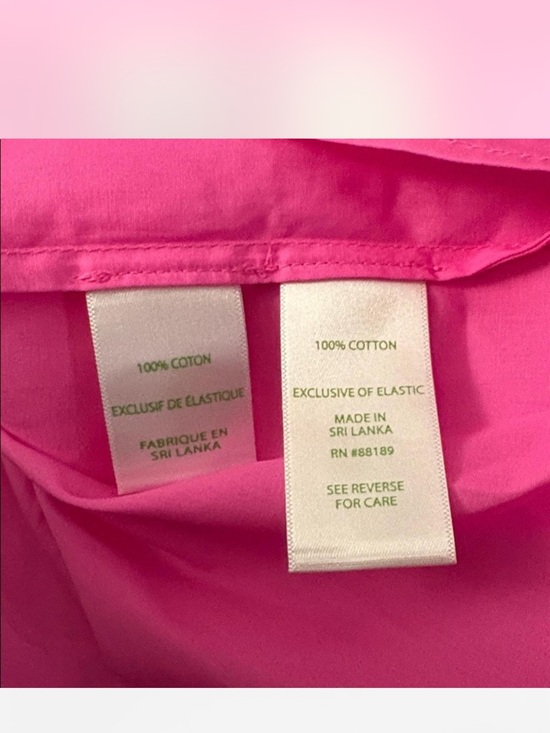 100% COTON
EXCLUSIF DE ÉLASTIQUE
FABRIQUE EN
SRI LANKA
100% COTTON
EXCLUSIVE OF ELASTIC
MADE IN
SRI LANKA
RN #88189
SEE REVERSE
FOR CARE